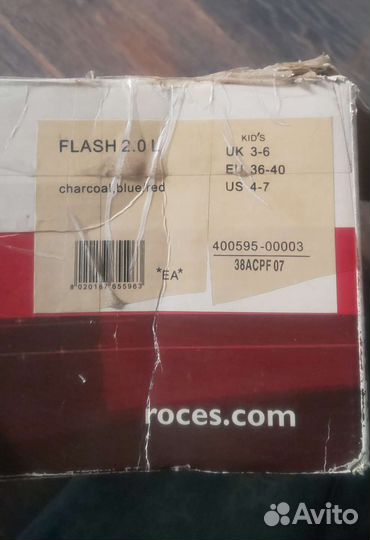 FLASH 2.0 L
charcoal,blue,red
KID'S
UK 3-6
EU 36-40
US 4-7
400595-00003
38ACPF07
*EA*
8 020187 655963
roces.com
Avito